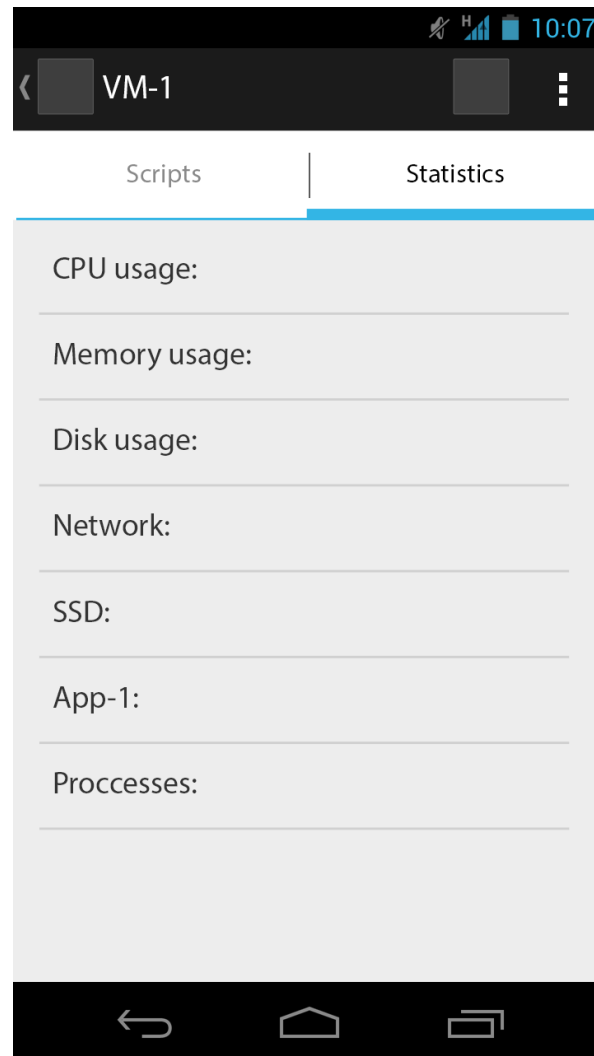 H 10:07
VM-1
Scripts Statistics
CPU usage:
Memory usage:
Disk usage:
Network:
SSD:
App-1:
Proccesses: